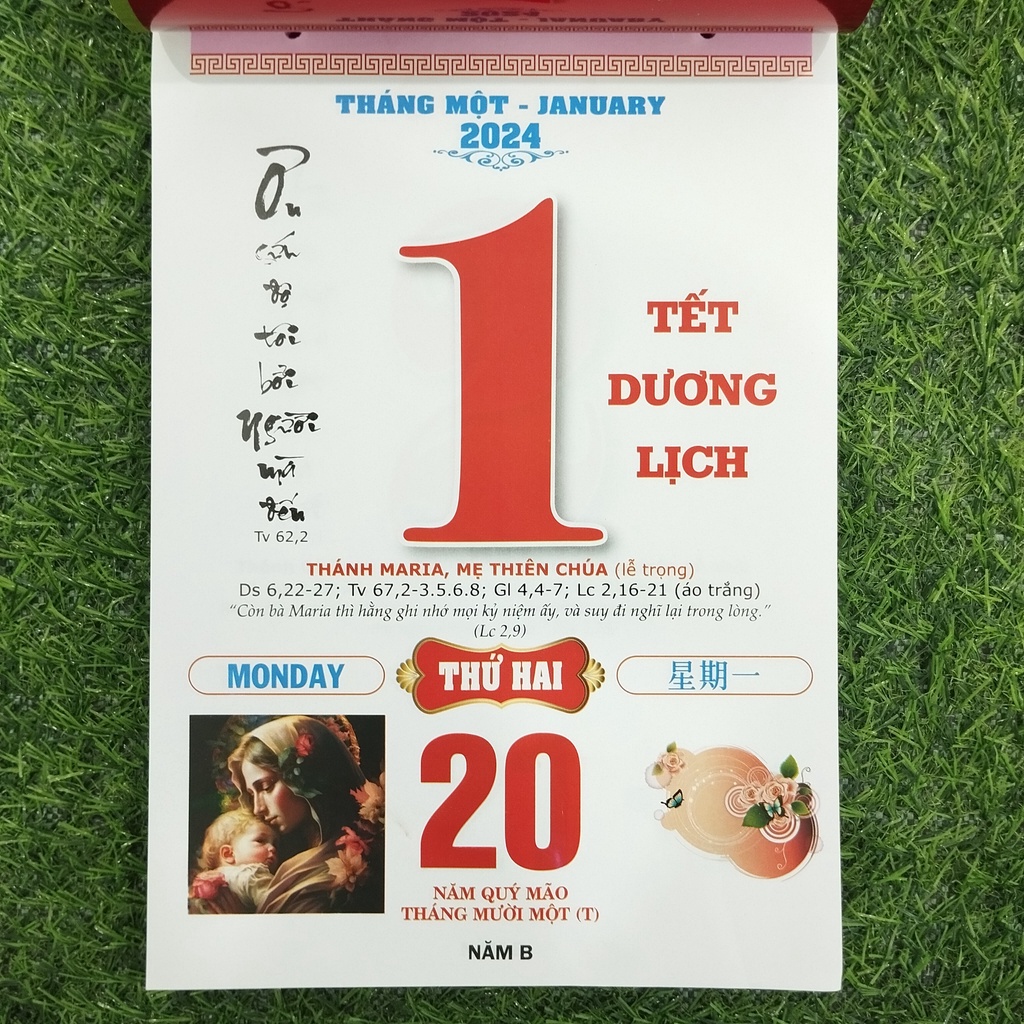 THÁNG MỘT - JANUARY
2024
Ơn
cứu
độ
tôi
bởi
Người
mà
đến
Tv 62,2
1
TẾT
DƯƠNG
LỊCH
THÁNH MARIA, MẸ THIÊN CHÚA (lễ trọng)
Ds 6,22-27; Tv 67,2-3.5.6.8; Gl 4,4-7; Lc 2,16-21 (áo trắng)
“Còn bà Maria thì hằng ghi nhớ mọi kỷ niệm ấy, và suy đi nghĩ lại trong lòng.”
(Lc 2,9)
MONDAY
THỨ HAI
星期一
20
NĂM QUÝ MÃO
THÁNG MƯỜI MỘT (T)
NĂM B